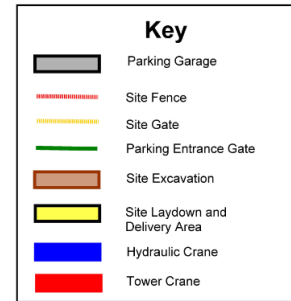 Key
Parking Garage
Site Fence
Site Gate
Parking Entrance Gate
Site Excavation
Site Laydown and
Delivery Area
Hydraulic Crane
Tower Crane